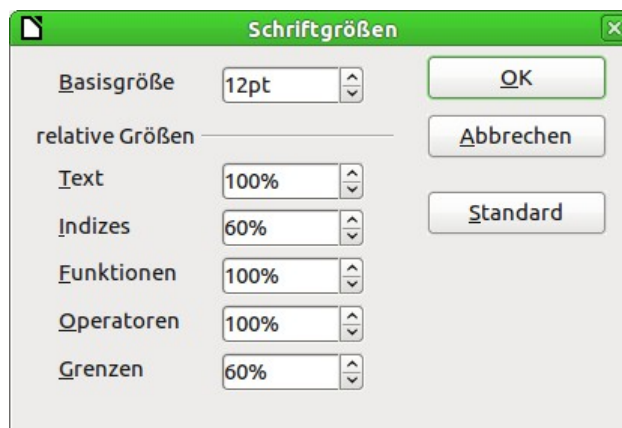 Schriftgrößen
Basisgröße 12pt
OK
relative Größen
Abbrechen
Text 100%
Standard
Indizes 60%
Funktionen 100%
Operatoren 100%
Grenzen 60%